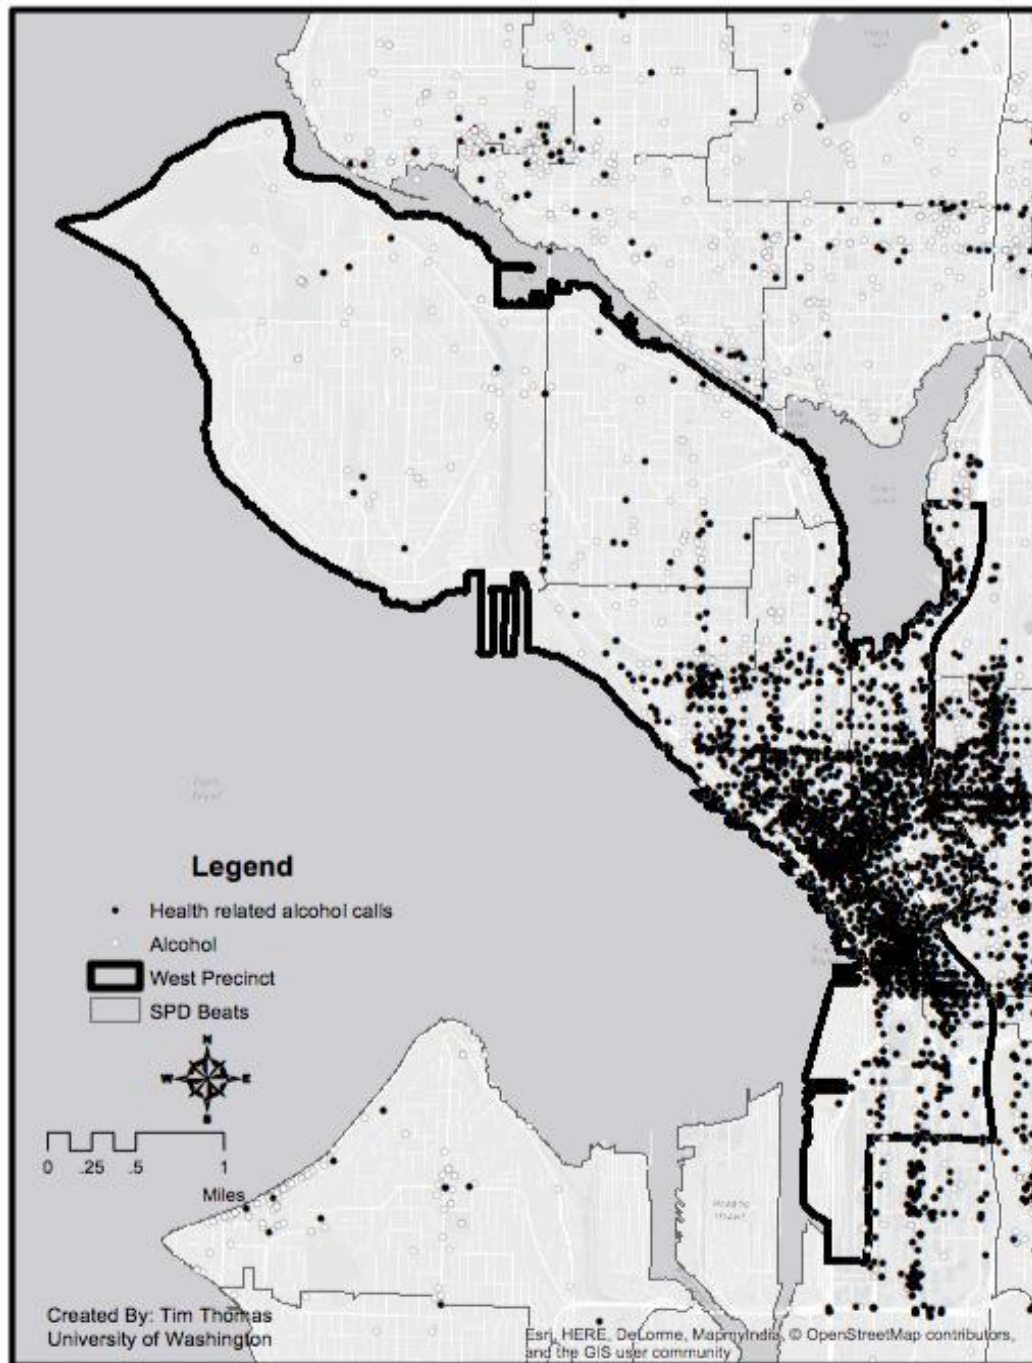 Legend
Health related alcohol calls
Alcohol
West Precinct
SPD Beats
N
W E
S
0 .25 .5 1
Miles
Created By: Tim Thomas
University of Washington
Esri, HERE, DeLorme, MapmyIndia, © OpenStreetMap contributors,
and the GIS user community